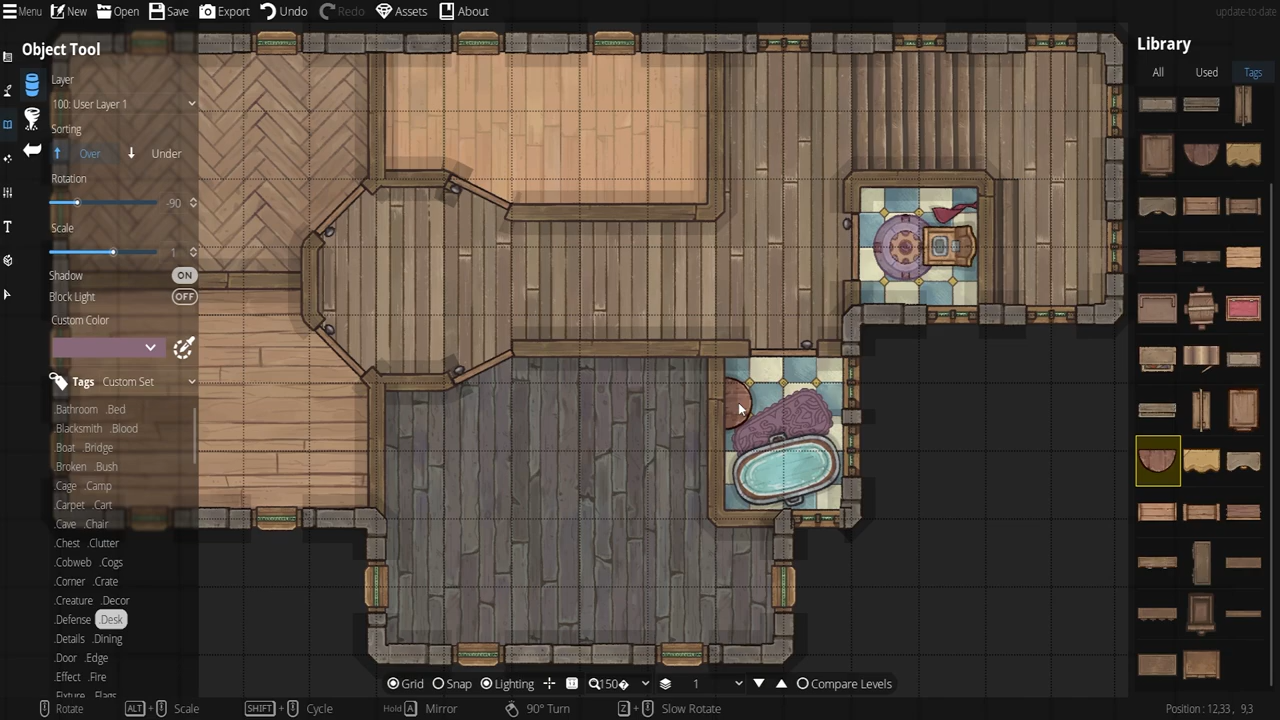 Menu New Open Save Export Undo Redo Assets About update-to-date
Object Tool
Layer
100: User Layer 1
Sorting
Over Under
Rotation
-90
Scale
1
Shadow ON
Block Light OFF
Custom Color
Tags Custom Set
.Bathroom .Bed
.Blacksmith .Blood
.Boat .Bridge
.Broken .Bush
.Cage .Camp
.Carpet .Cart
.Cave .Chair
.Chest .Clutter
.Cobweb .Cogs
.Corner .Crate
.Creature .Decor
.Defense .Desk
.Details .Dining
.Door .Edge
.Effect .Fire
.Fixture .Flags
Library
All Used Tags
Grid Snap Lighting 150� 1 Compare Levels
Rotate ALT + Scale SHIFT + Cycle Hold A Mirror 90° Turn Z + Slow Rotate Position : 12,33 , 9,3